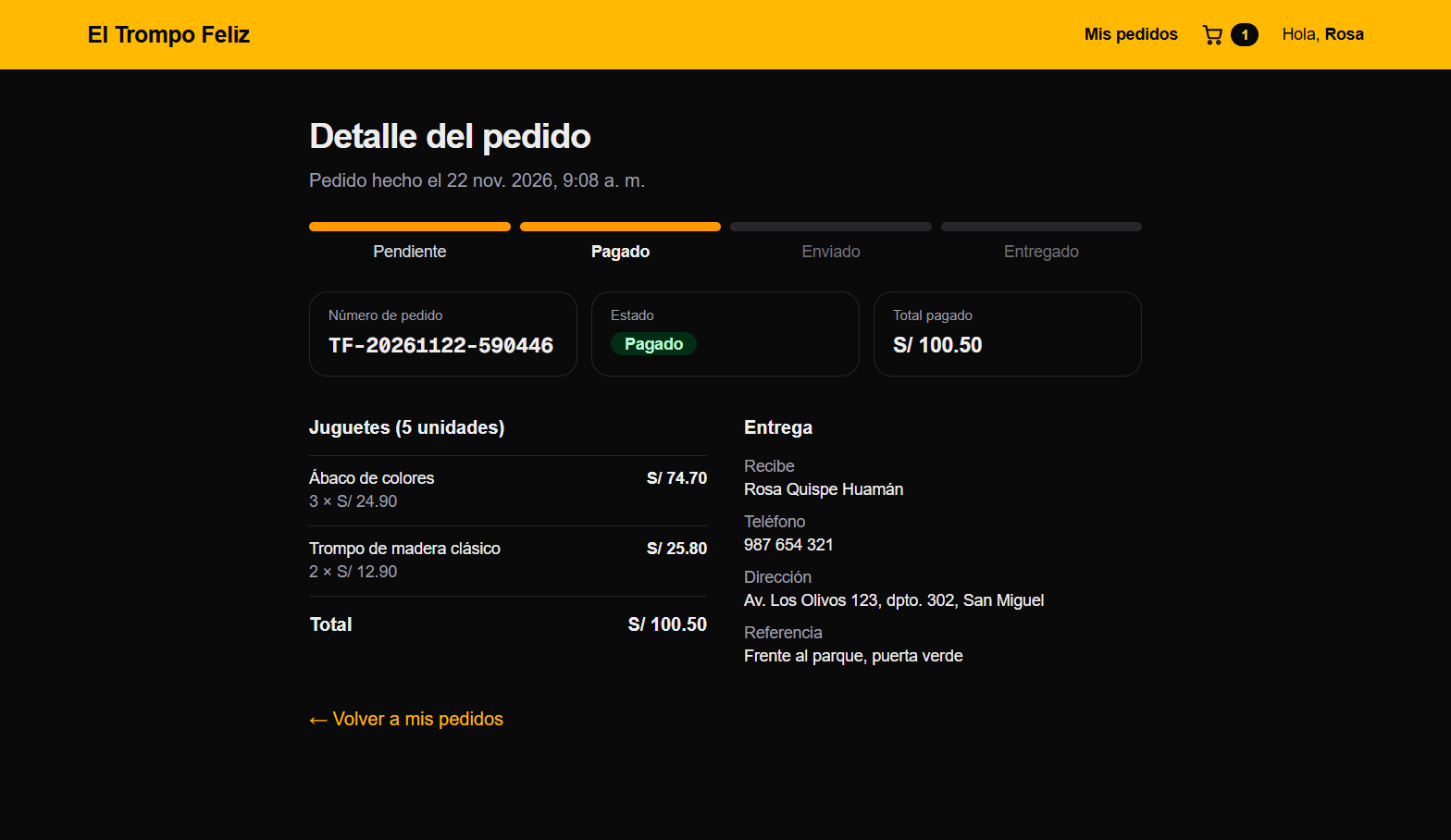 El Trompo Feliz
Mis pedidos 1 Hola, Rosa
Detalle del pedido
Pedido hecho el 22 nov. 2026, 9:08 a. m.
Pendiente Pagado Enviado Entregado
Número de pedido
TF-20261122-590446
Estado
Pagado
Total pagado
S/ 100.50
Juguetes (5 unidades)
Ábaco de colores S/ 74.70
3 × S/ 24.90
Trompo de madera clásico S/ 25.80
2 × S/ 12.90
Total S/ 100.50
Entrega
Recibe
Rosa Quispe Huamán
Teléfono
987 654 321
Dirección
Av. Los Olivos 123, dpto. 302, San Miguel
Referencia
Frente al parque, puerta verde
← Volver a mis pedidos